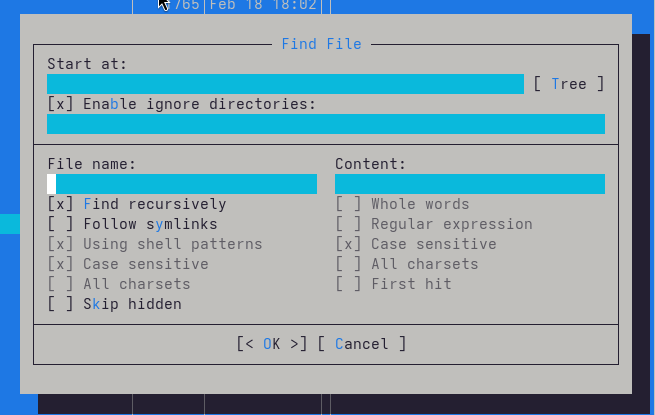 Feb 18 18:02
Find File
Start at:
[ Tree ]
[x] Enable ignore directories:
File name: Content:
[x] Find recursively [ ] Whole words
[ ] Follow symlinks [ ] Regular expression
[x] Using shell patterns [x] Case sensitive
[x] Case sensitive [ ] All charsets
[ ] All charsets [ ] First hit
[ ] Skip hidden
[< OK >] [ Cancel ]